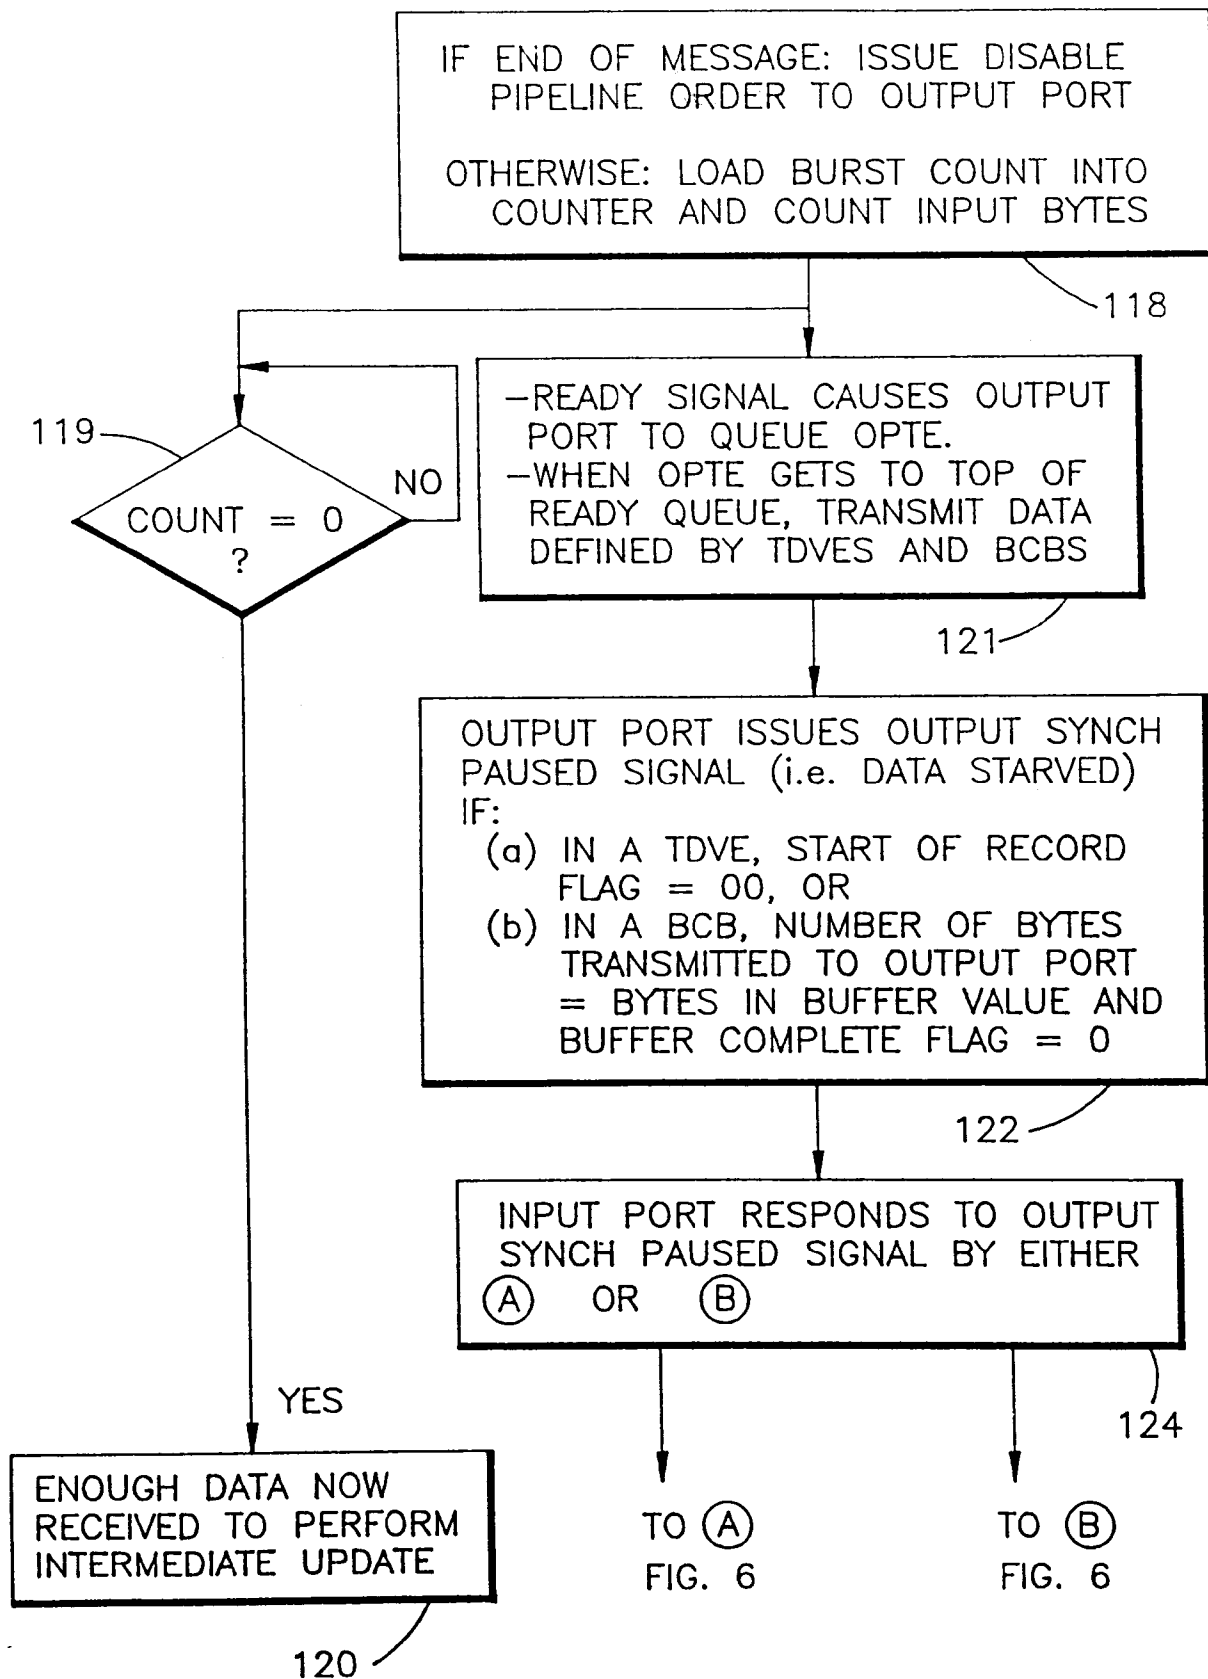 IF END OF MESSAGE: ISSUE DISABLE
PIPELINE ORDER TO OUTPUT PORT
OTHERWISE: LOAD BURST COUNT INTO
COUNTER AND COUNT INPUT BYTES
118
119
COUNT = 0
?
NO
-READY SIGNAL CAUSES OUTPUT
PORT TO QUEUE OPTE.
-WHEN OPTE GETS TO TOP OF
READY QUEUE, TRANSMIT DATA
DEFINED BY TDVES AND BCBS
121
OUTPUT PORT ISSUES OUTPUT SYNCH
PAUSED SIGNAL (i.e. DATA STARVED)
IF:
(a) IN A TDVE, START OF RECORD
FLAG = 00, OR
(b) IN A BCB, NUMBER OF BYTES
TRANSMITTED TO OUTPUT PORT
= BYTES IN BUFFER VALUE AND
BUFFER COMPLETE FLAG = 0
122
INPUT PORT RESPONDS TO OUTPUT
SYNCH PAUSED SIGNAL BY EITHER
A OR B
124
YES
ENOUGH DATA NOW
RECEIVED TO PERFORM
INTERMEDIATE UPDATE
120
TO A
FIG. 6
TO B
FIG. 6